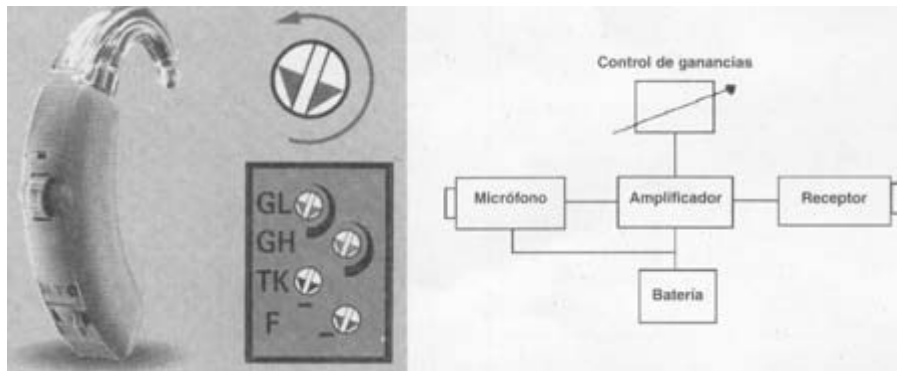 GL
GH
TK
F
Control de ganancias
Micrófono
Amplificador
Receptor
Batería